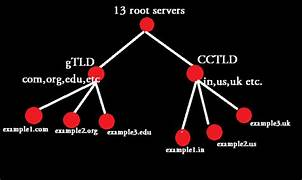 13 root servers
gTLD
CCTLD
com,org,edu,etc
in,us,uk etc.
example1.com
example2.org
example3.edu
example1.in
example2.us
example3.uk